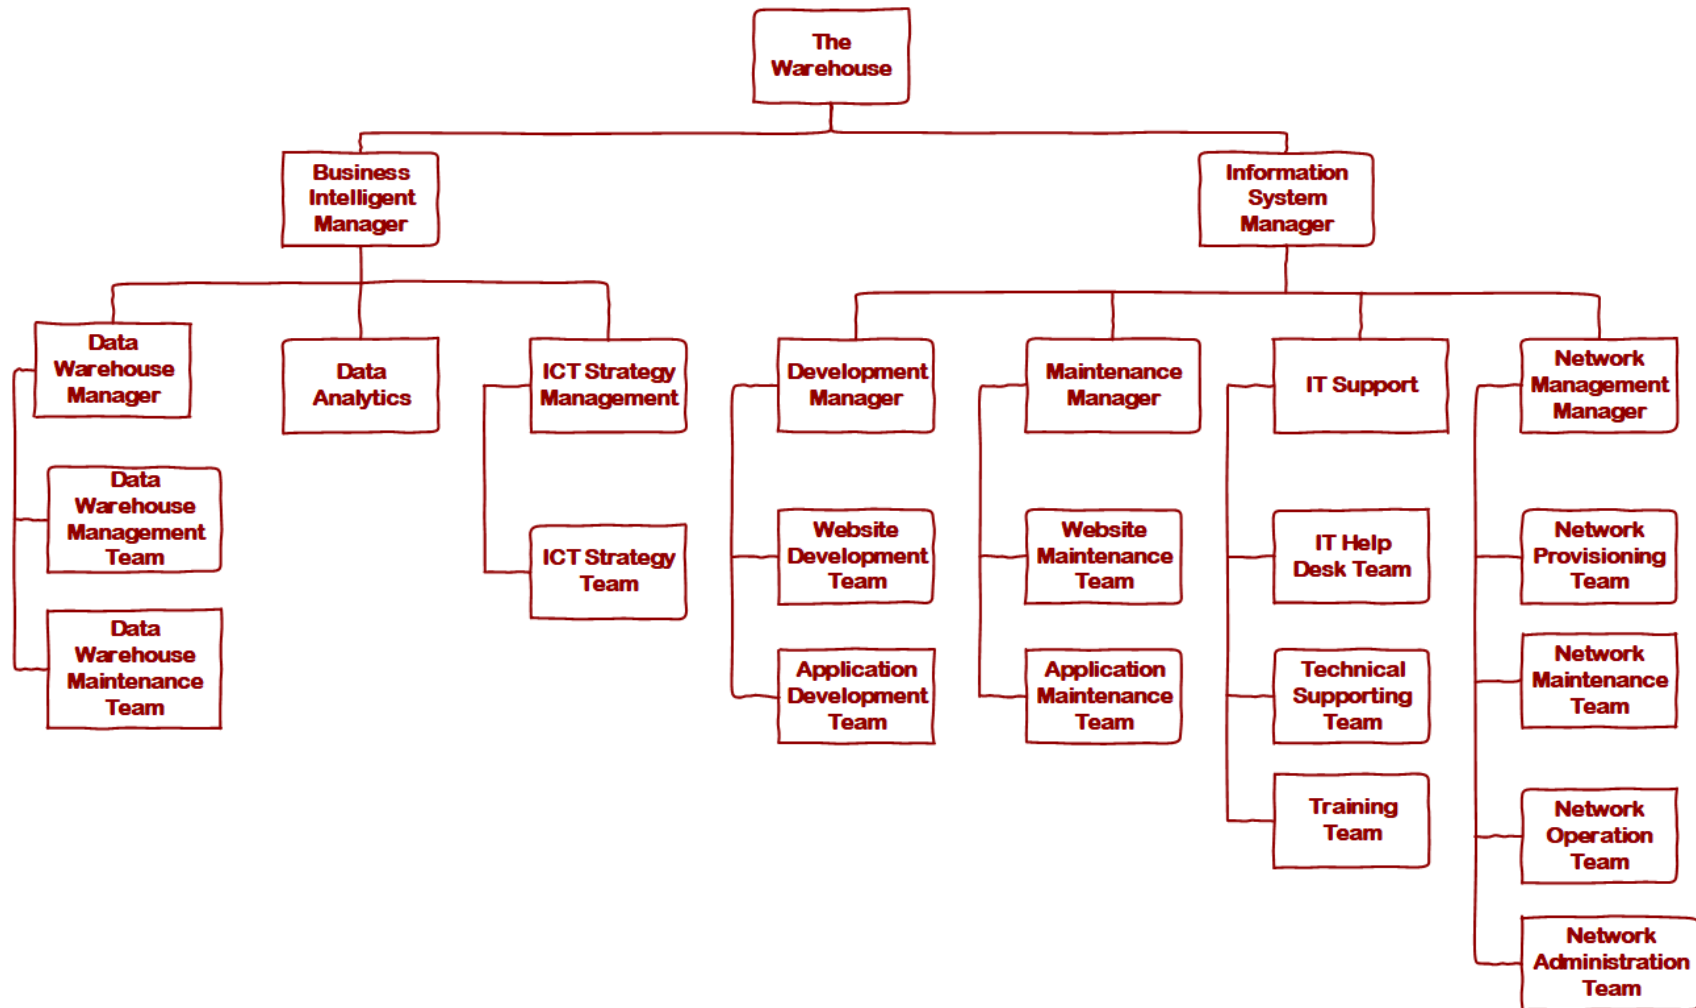 The
Warehouse
Business
Intelligent
Manager
Information
System
Manager
Data
Warehouse
Manager
Data
Analytics
ICT Strategy
Management
Development
Manager
Maintenance
Manager
IT Support
Network
Management
Manager
Data
Warehouse
Management
Team
ICT Strategy
Team
Website
Development
Team
Website
Maintenance
Team
IT Help
Desk Team
Network
Provisioning
Team
Data
Warehouse
Maintenance
Team
Application
Development
Team
Application
Maintenance
Team
Technical
Supporting
Team
Network
Maintenance
Team
Training
Team
Network
Operation
Team
Network
Administration
Team